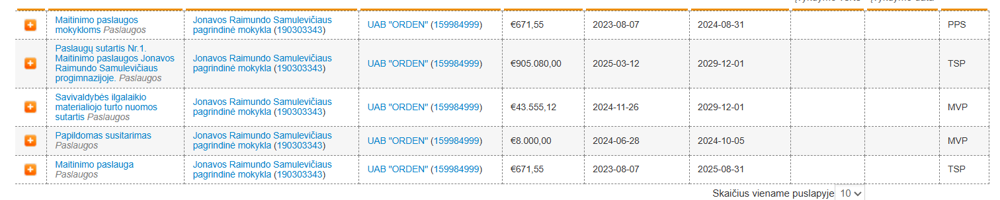 Maitinimo paslaugos
mokykloms Paslaugos
Jonavos Raimundo Samulevičiaus
pagrindinė mokykla (190303343)
UAB "ORDEN" (159984999)
€671,55
2023-08-07
2024-08-31
PPS
Paslaugų sutartis Nr.1.
Maitinimo paslaugos Jonavos
Raimundo Samulevičiaus
progimnazijoje. Paslaugos
Jonavos Raimundo Samulevičiaus
pagrindinė mokykla (190303343)
UAB "ORDEN" (159984999)
€905.080,00
2025-03-12
2029-12-01
TSP
Savivaldybės ilgalaikio
materialiojo turto nuomos
sutartis Paslaugos
Jonavos Raimundo Samulevičiaus
pagrindinė mokykla (190303343)
UAB "ORDEN" (159984999)
€43.555,12
2024-11-26
2029-12-01
MVP
Papildomas susitarimas
Paslaugos
Jonavos Raimundo Samulevičiaus
pagrindinė mokykla (190303343)
UAB "ORDEN" (159984999)
€8.000,00
2024-06-28
2024-10-05
MVP
Maitinimo paslauga
Paslaugos
Jonavos Raimundo Samulevičiaus
pagrindinė mokykla (190303343)
UAB "ORDEN" (159984999)
€671,55
2023-08-07
2025-08-31
TSP
Skaičius viename puslapyje 10